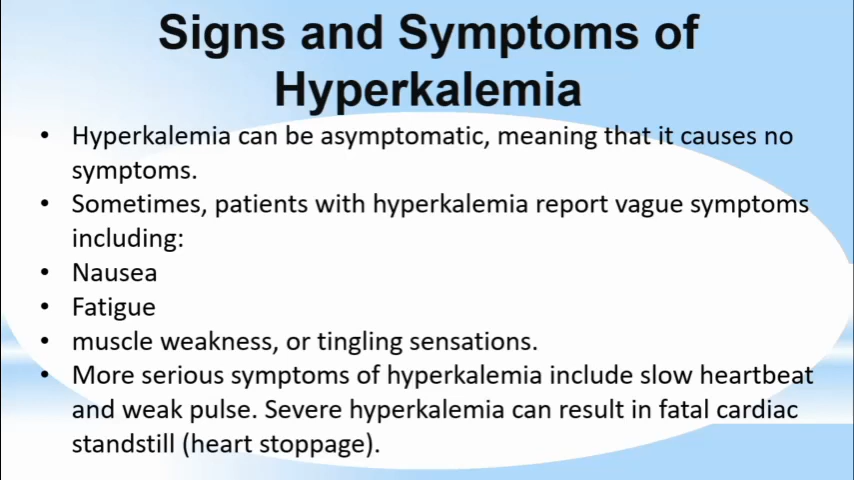 Signs and Symptoms of
Hyperkalemia
• Hyperkalemia can be asymptomatic, meaning that it causes no
symptoms.
• Sometimes, patients with hyperkalemia report vague symptoms
including:
• Nausea
• Fatigue
• muscle weakness, or tingling sensations.
• More serious symptoms of hyperkalemia include slow heartbeat
and weak pulse. Severe hyperkalemia can result in fatal cardiac
standstill (heart stoppage).